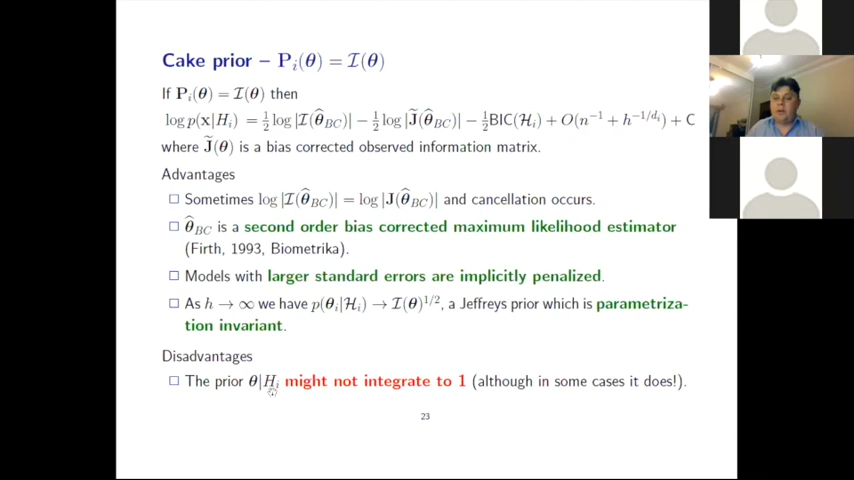 Cake prior – P_i(θ) = I(θ)
If P_i(θ) = I(θ) then
log p(x|H_i) = ½ log |I(θ̂_BC)| − ½ log |J̃(θ̂_BC)| − ½BIC(H_i) + O(n^{−1} + h^{−1/d_i}) + C
where J̃(θ) is a bias corrected observed information matrix.
Advantages
□ Sometimes log |I(θ̂_BC)| = log |J(θ̂_BC)| and cancellation occurs.
□ θ̂_BC is a second order bias corrected maximum likelihood estimator
(Firth, 1993, Biometrika).
□ Models with larger standard errors are implicitly penalized.
□ As h → ∞ we have p(θ_i|H_i) → I(θ)^{1/2}, a Jeffreys prior which is parametriza-
tion invariant.
Disadvantages
□ The prior θ|H_i might not integrate to 1 (although in some cases it does!).
23